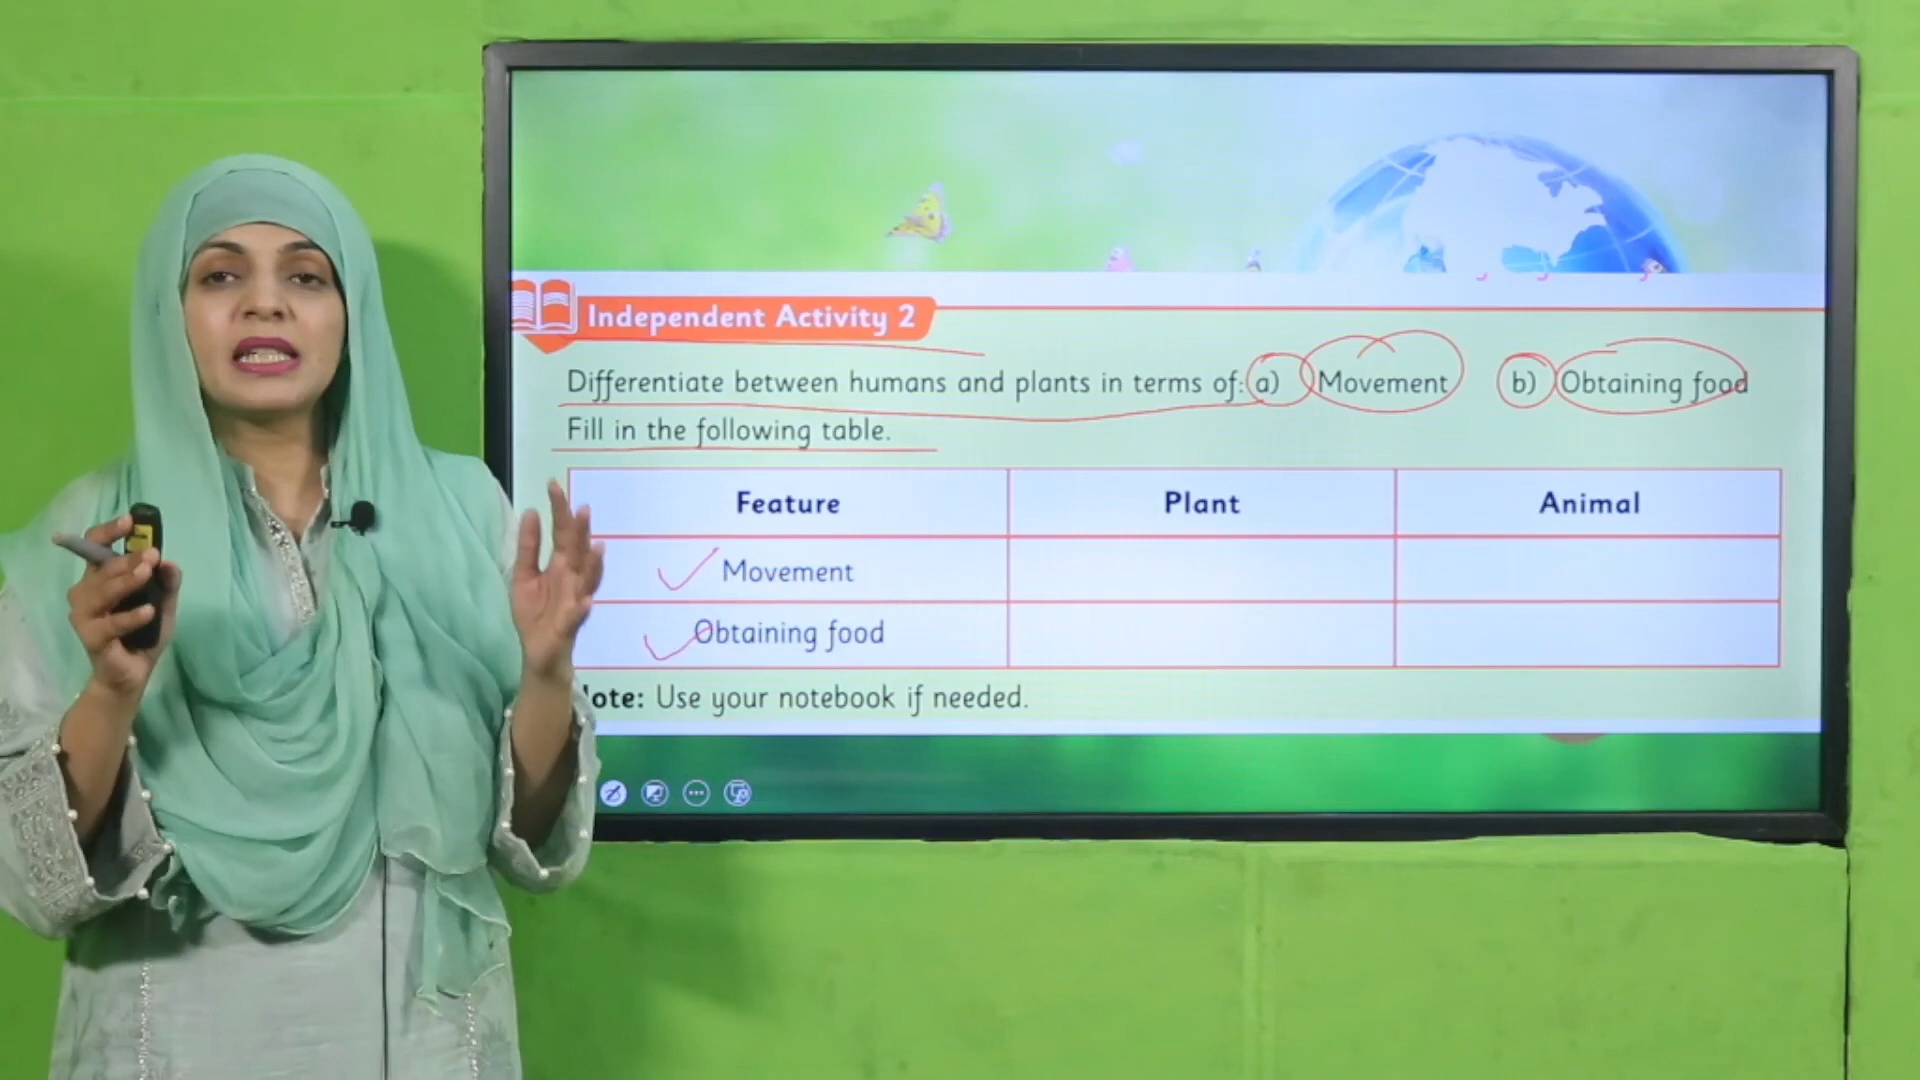 Independent Activity 2
Differentiate between humans and plants in terms of: a) Movement b) Obtaining food
Fill in the following table.
Feature Plant Animal
Movement
Obtaining food
ote: Use your notebook if needed.